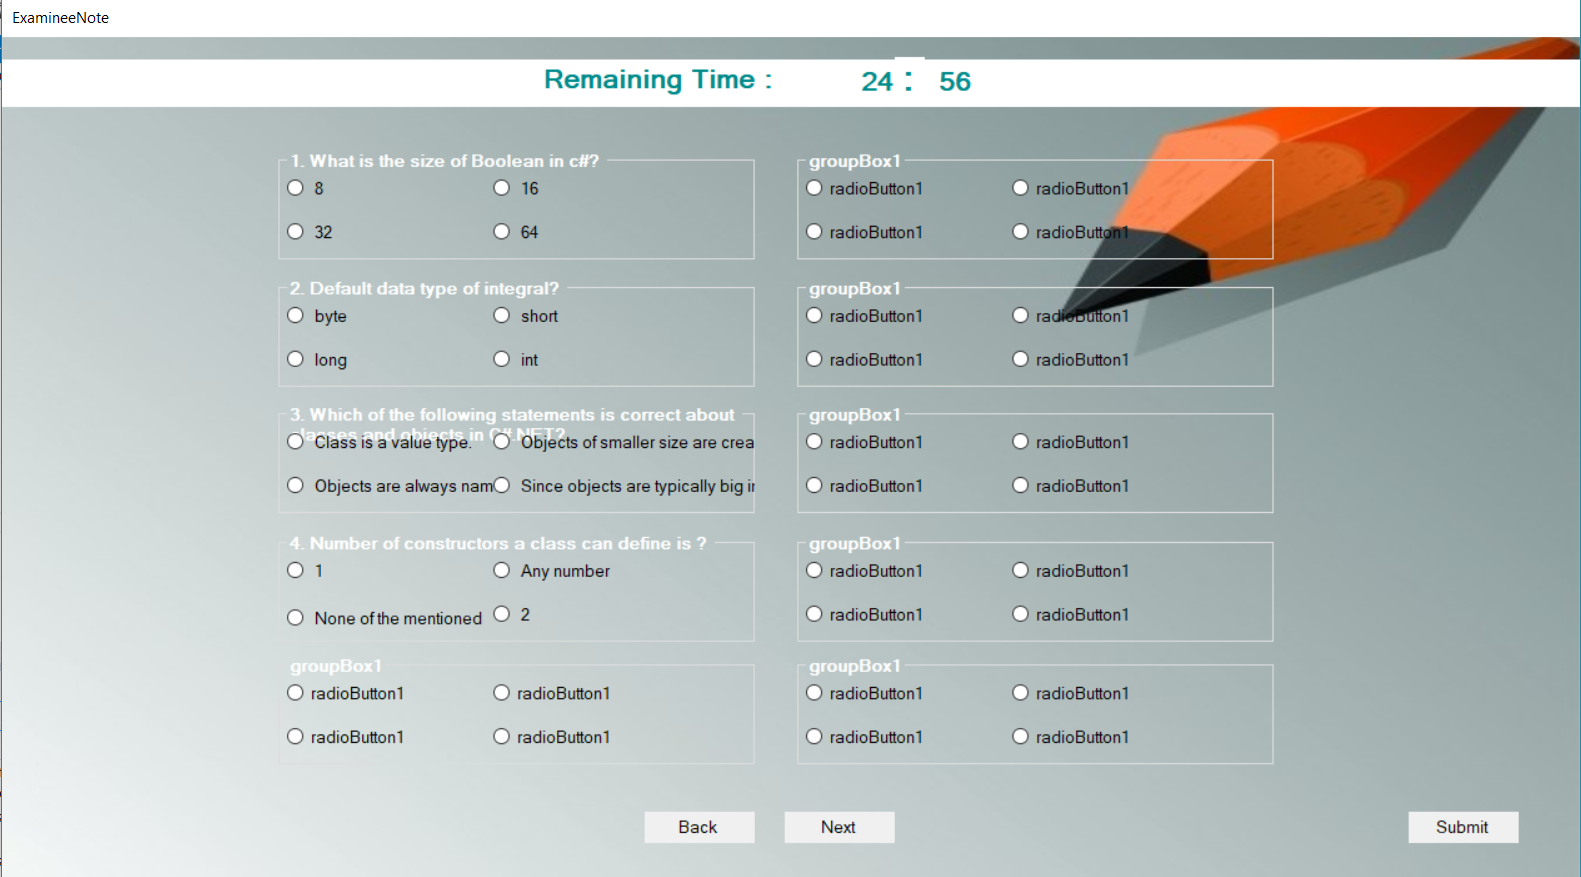 ExamineeNote
Remaining Time : 24 : 56
1. What is the size of Boolean in c#?
8 16
32 64
2. Default data type of integral?
byte short
long int
3. Which of the following statements is correct about
classes and objects in C#.NET?
Class is a value type. Objects of smaller size are crea
Objects are always nam Since objects are typically big i
4. Number of constructors a class can define is ?
1 Any number
None of the mentioned 2
groupBox1
radioButton1 radioButton1
radioButton1 radioButton1
groupBox1
radioButton1 radioButton1
radioButton1 radioButton1
groupBox1
radioButton1 radioButton1
radioButton1 radioButton1
groupBox1
radioButton1 radioButton1
radioButton1 radioButton1
groupBox1
radioButton1 radioButton1
radioButton1 radioButton1
groupBox1
radioButton1 radioButton1
radioButton1 radioButton1
Back Next Submit